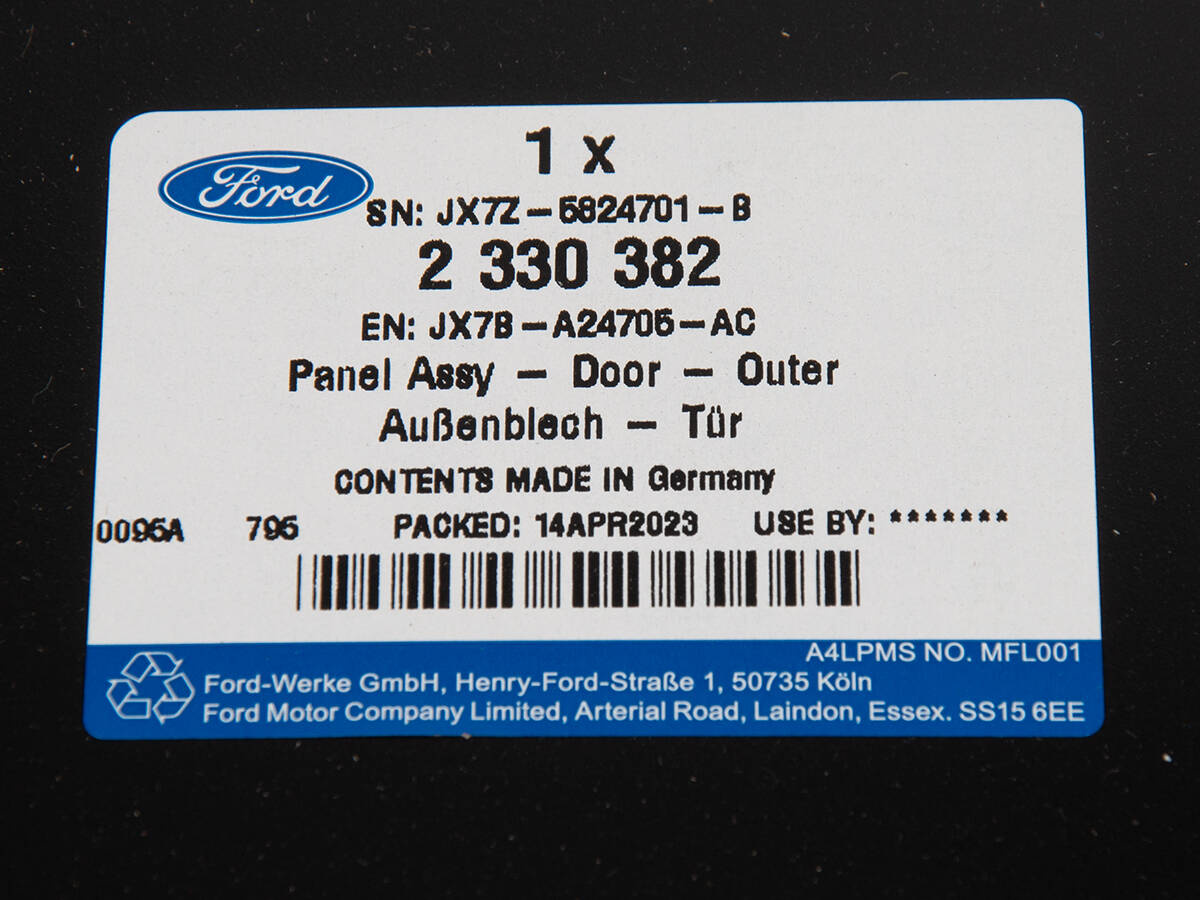 1 x
Ford
SN: JX7Z-5824701-B
2 330 382
EN: JX7B-A24705-AC
Panel Assy - Door - Outer
Außenblech - Tür
CONTENTS MADE IN Germany
0095A 795 PACKED: 14APR2023 USE BY: *******
A4LPMS NO. MFL001
Ford-Werke GmbH, Henry-Ford-Straße 1, 50735 Köln
Ford Motor Company Limited, Arterial Road, Laindon, Essex. SS15 6EE